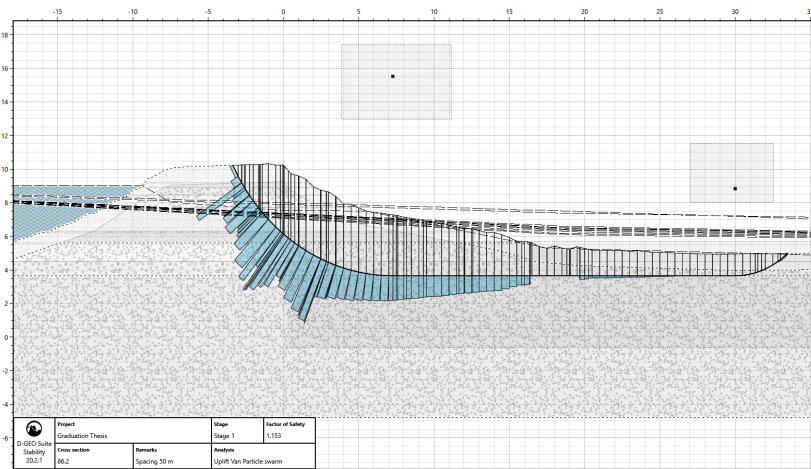 -15 -10 -5 0 5 10 15 20 25 30 3
18
16
14
12
10
8
6
4
2
0
-2
-4
-6
D-GEO Suite
Stability
20.2.1
Project
Graduation Thesis
Stage
Stage 1
Factor of Safety
1.153
Cross section
86.2
Remarks
Spacing 50 m
Analysis
Uplift Van Particle swarm